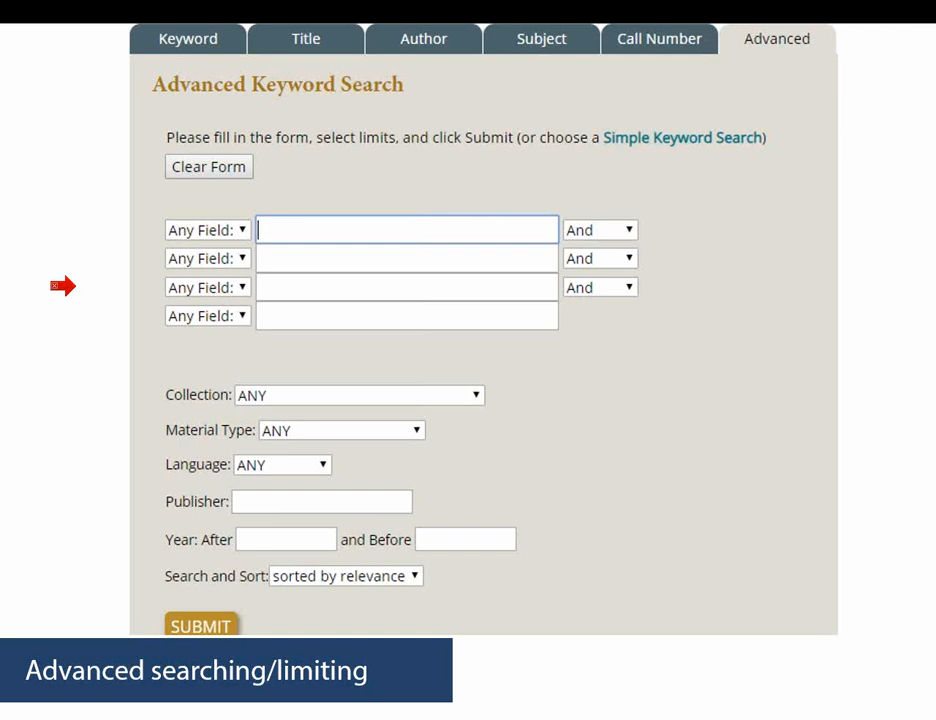 Keyword Title Author Subject Call Number Advanced
Advanced Keyword Search
Please fill in the form, select limits, and click Submit (or choose a Simple Keyword Search)
Clear Form
Any Field: And
Any Field: And
Any Field: And
Any Field:
Collection: ANY
Material Type: ANY
Language: ANY
Publisher:
Year: After and Before
Search and Sort: sorted by relevance
SUBMIT
Advanced searching/limiting